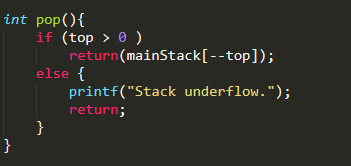 int pop(){
    if (top > 0 )
        return(mainStack[--top]);
    else {
        printf("Stack underflow.");
        return;
    }
}